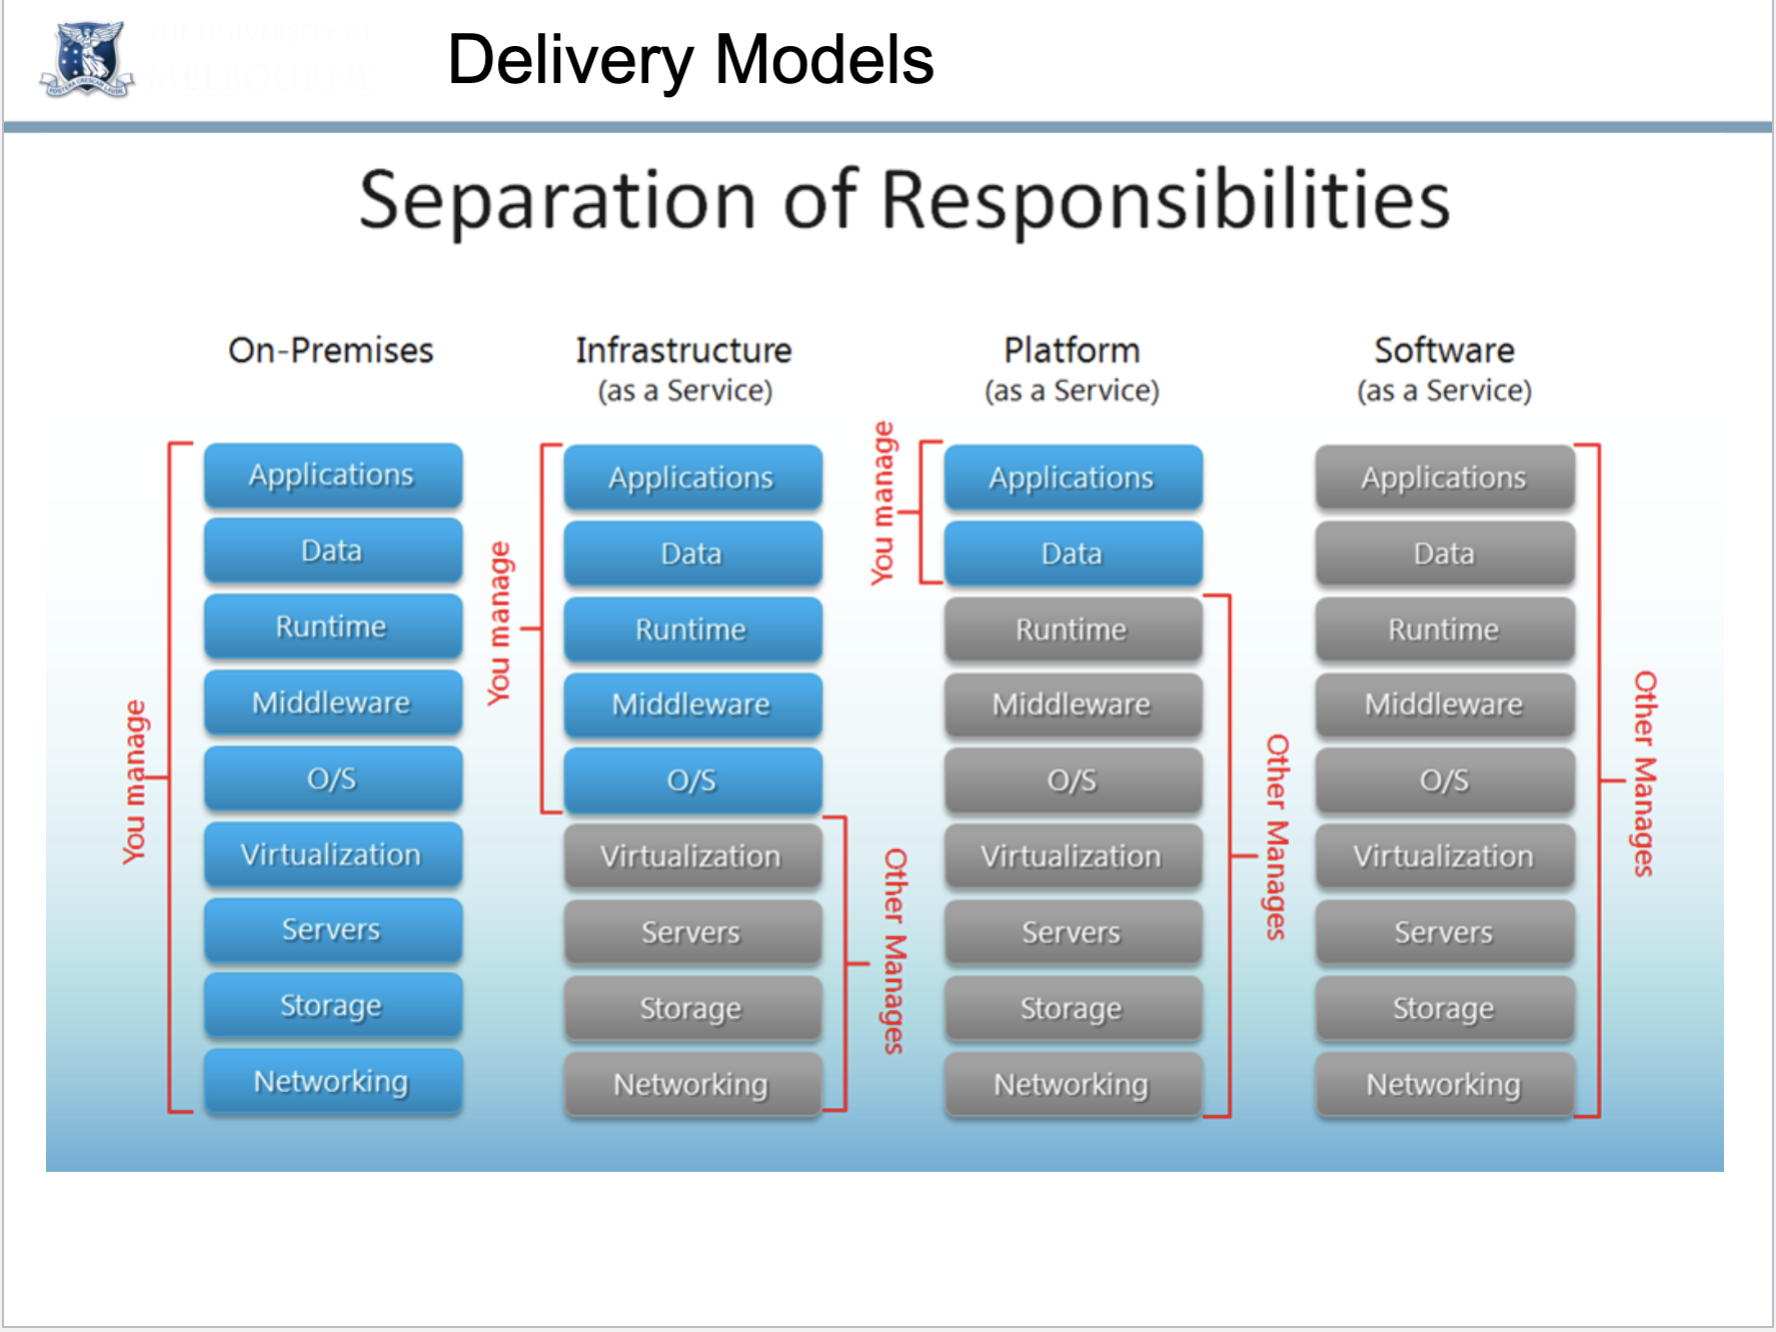 THE UNIVERSITY OF
MELBOURNE
Delivery Models
Separation of Responsibilities
On-Premises
You manage
Applications
Data
Runtime
Middleware
O/S
Virtualization
Servers
Storage
Networking
Infrastructure
(as a Service)
You manage
Applications
Data
Runtime
Middleware
O/S
Virtualization
Servers
Storage
Networking
Other Manages
Platform
(as a Service)
You manage
Applications
Data
Runtime
Middleware
O/S
Virtualization
Servers
Storage
Networking
Other Manages
Software
(as a Service)
Applications
Data
Runtime
Middleware
O/S
Virtualization
Servers
Storage
Networking
Other Manages